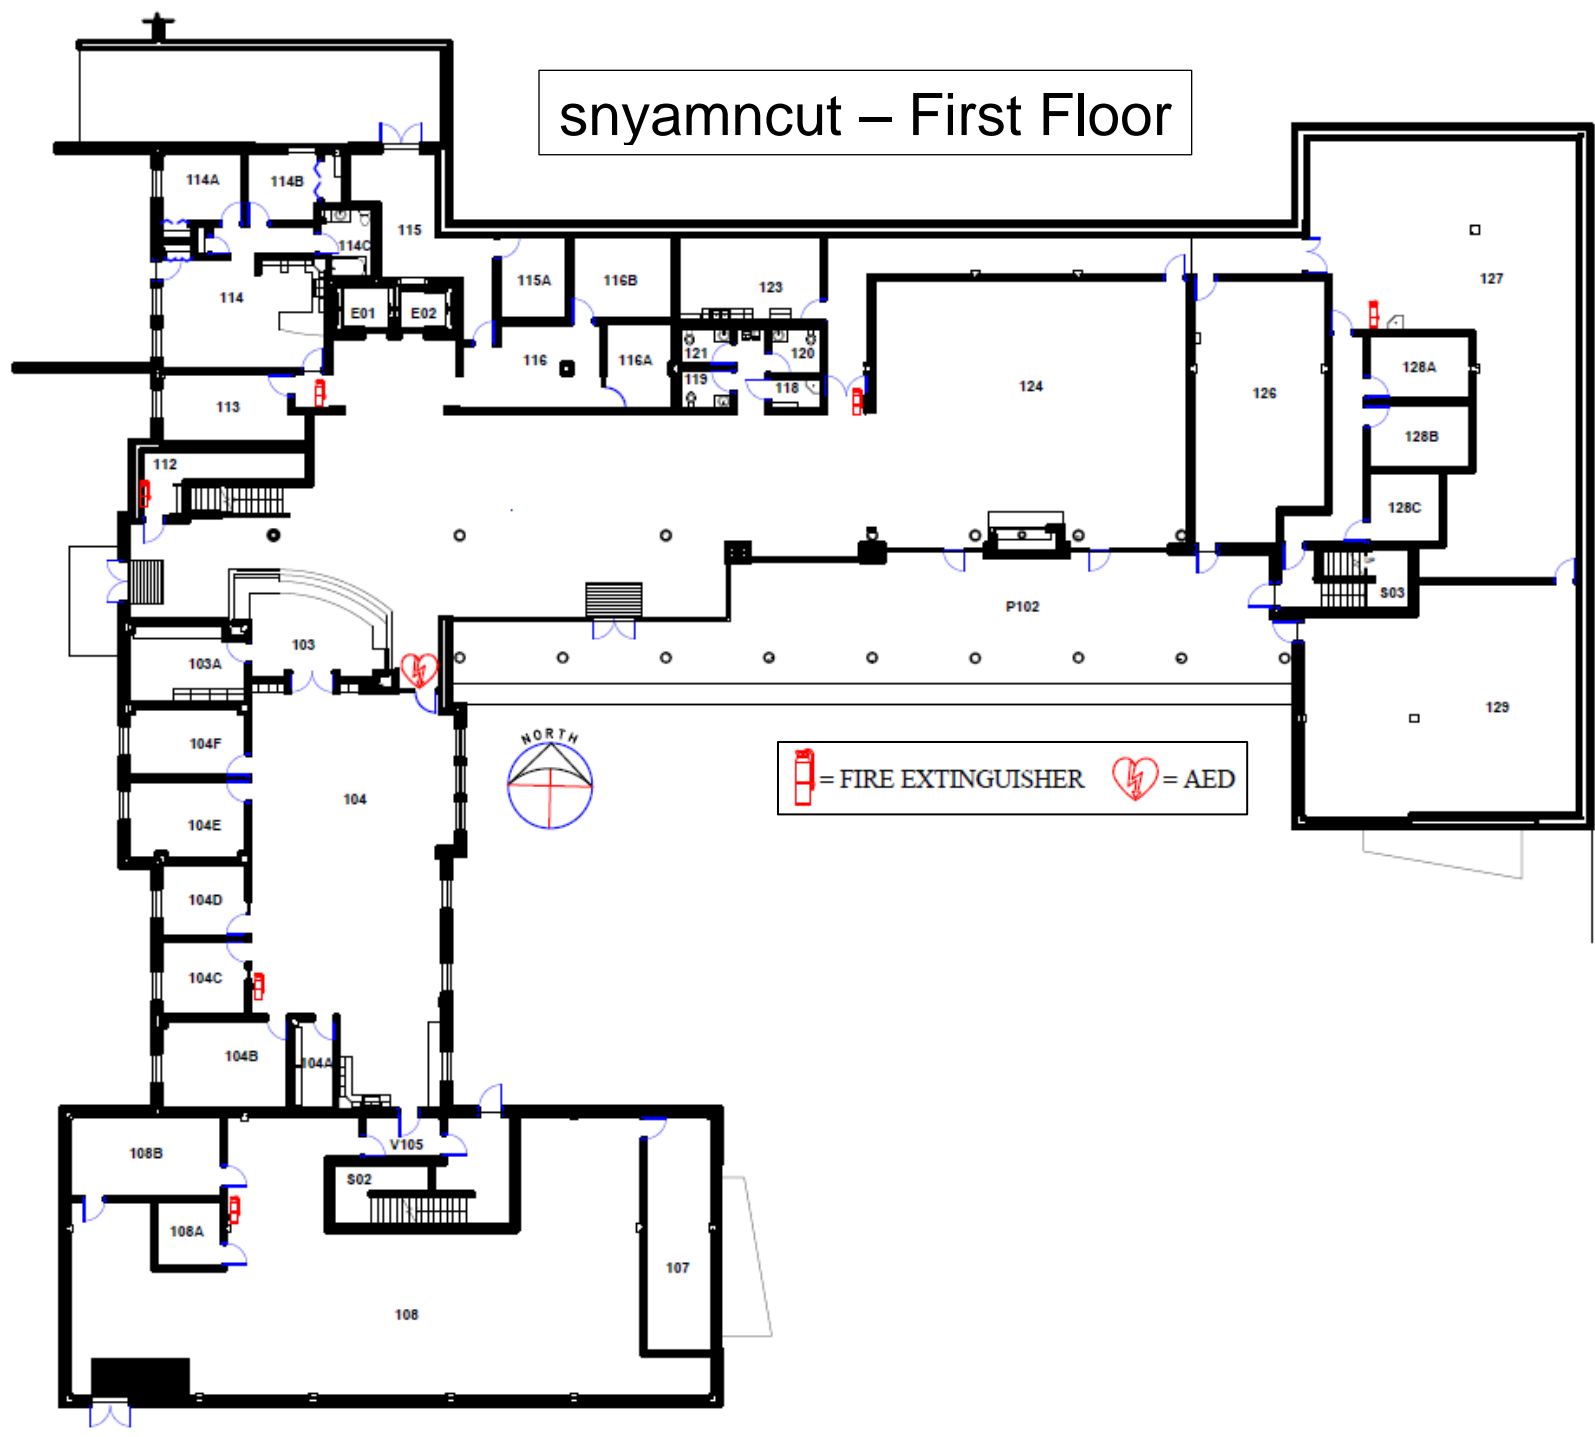 snyamncut – First Floor
114A
114B
115
114C
127
115A
116B
123
114
E01
E02
116
116A
121
120
119
118
124
126
128A
113
128B
112
128C
S03
P102
103
103A
104F
NORTH
129
= FIRE EXTINGUISHER
= AED
104
104E
104D
104C
104B
104A
V105
108B
S02
108A
107
108